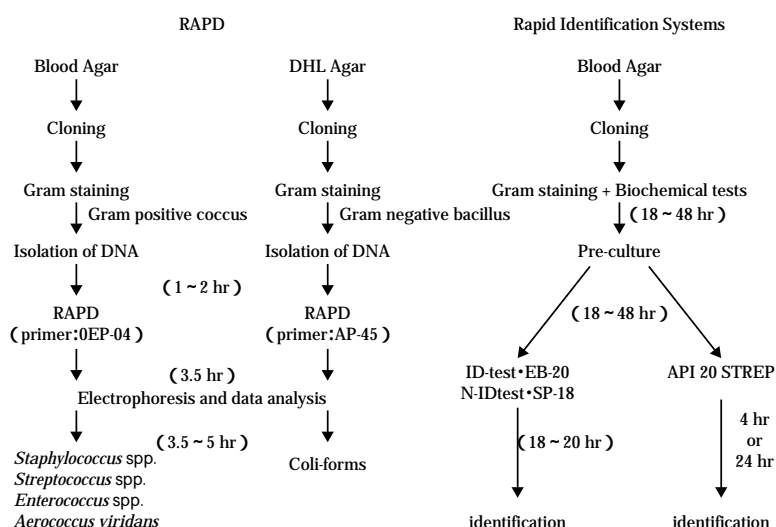 RAPD
Rapid Identification Systems
Blood Agar
DHL Agar
Blood Agar
Cloning
Cloning
Cloning
Gram staining
Gram staining
Gram staining + Biochemical tests
Gram positive coccus
Gram negative bacillus
(18~48 hr)
Isolation of DNA
Isolation of DNA
Pre-culture
(1~2 hr)
RAPD
(primer:0EP-04)
RAPD
(primer:AP-45)
(18~48 hr)
(3.5 hr)
ID-test•EB-20
N-IDtest•SP-18
API 20 STREP
Electrophoresis and data analysis
(3.5~5 hr)
(18~20 hr)
4 hr
or
24 hr
Staphylococcus spp.
Streptococcus spp.
Enterococcus spp.
Aerococcus viridans
Coli-forms
identification
identification